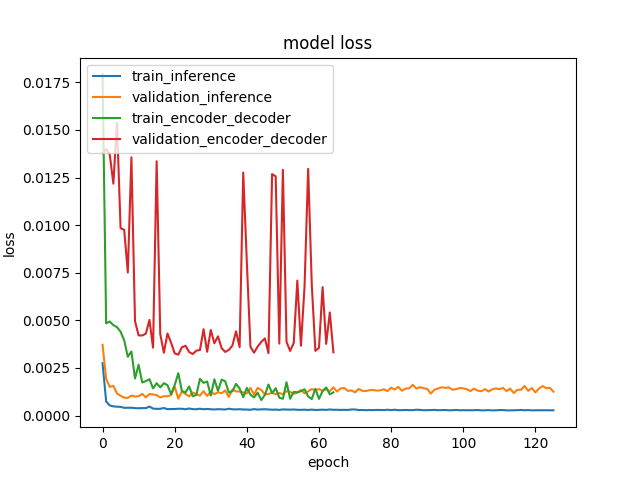 model loss
train_inference
validation_inference
train_encoder_decoder
validation_encoder_decoder
loss
0.0175
0.0150
0.0125
0.0100
0.0075
0.0050
0.0025
0.0000
0 20 40 60 80 100 120
epoch